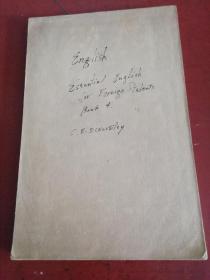 English
Essential English
for Foreign Students
Book 4
C. E. Eckersley